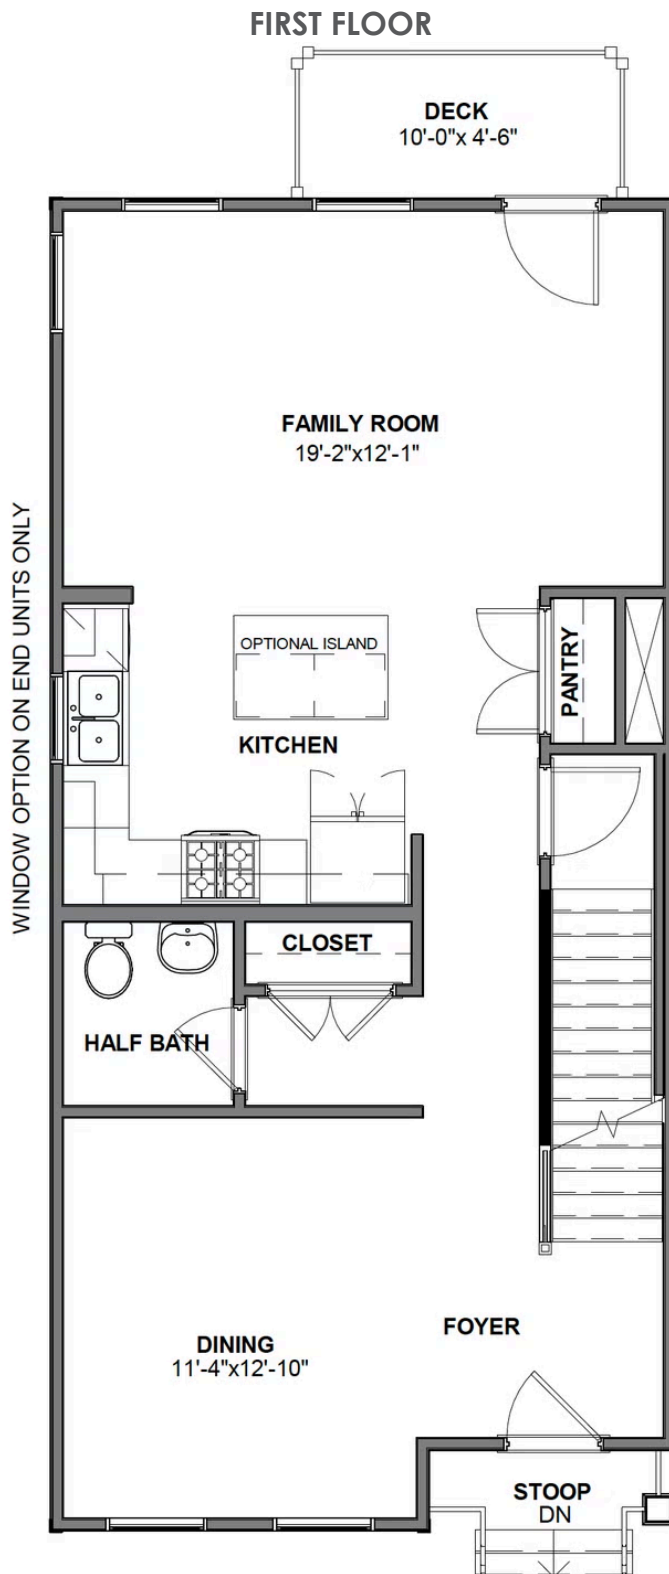 FIRST FLOOR
DECK
10'-0"x 4'-6"
FAMILY ROOM
19'-2"x12'-1"
WINDOW OPTION ON END UNITS ONLY
OPTIONAL ISLAND
PANTRY
KITCHEN
CLOSET
HALF BATH
FOYER
DINING
11'-4"x12'-10"
STOOP
DN